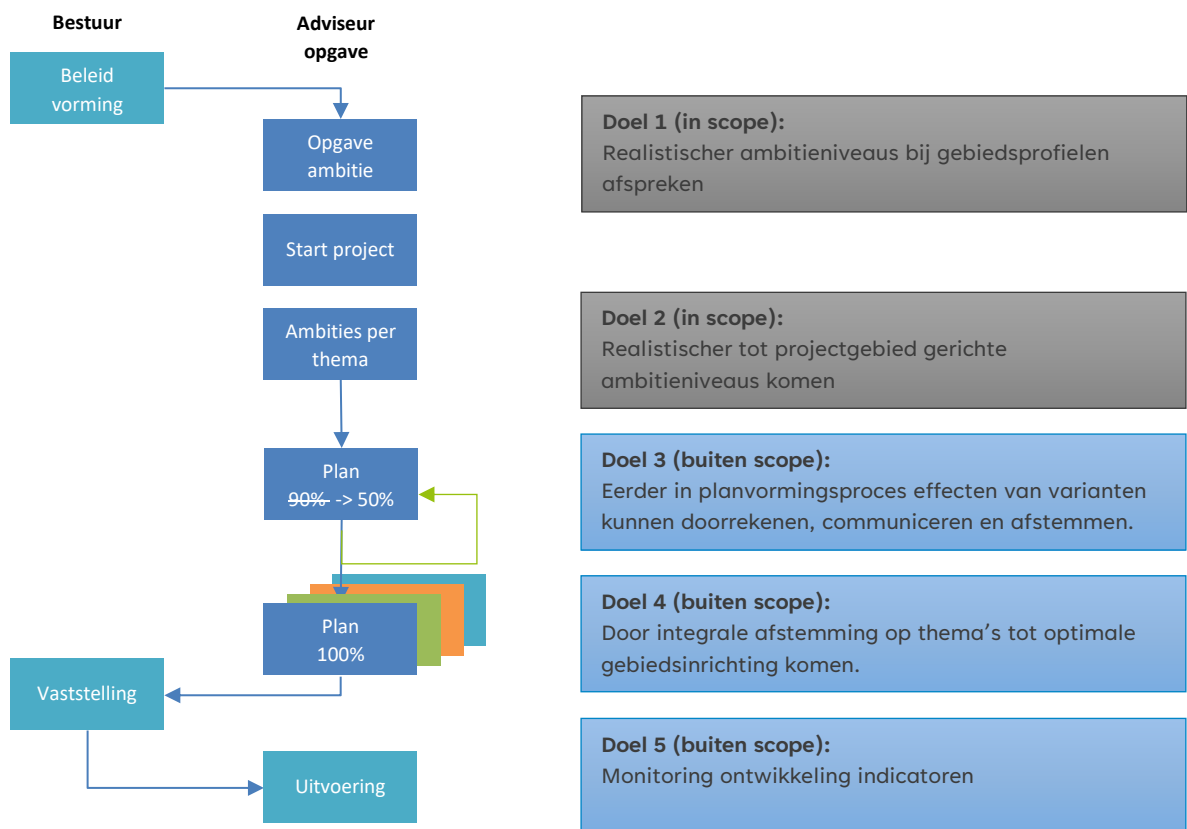 Bestuur
Adviseur
opgave
Beleid
vorming
Opgave
ambitie
Doel 1 (in scope):
Realistischer ambitieniveaus bij gebiedsprofielen
afspreken
Start project
Ambities per
thema
Doel 2 (in scope):
Realistischer tot projectgebied gerichte
ambitieniveaus komen
Plan
90% -> 50%
Doel 3 (buiten scope):
Eerder in planvormingsproces effecten van varianten
kunnen doorrekenen, communiceren en afstemmen.
Plan
100%
Doel 4 (buiten scope):
Door integrale afstemming op thema’s tot optimale
gebiedsinrichting komen.
Vaststelling
Uitvoering
Doel 5 (buiten scope):
Monitoring ontwikkeling indicatoren